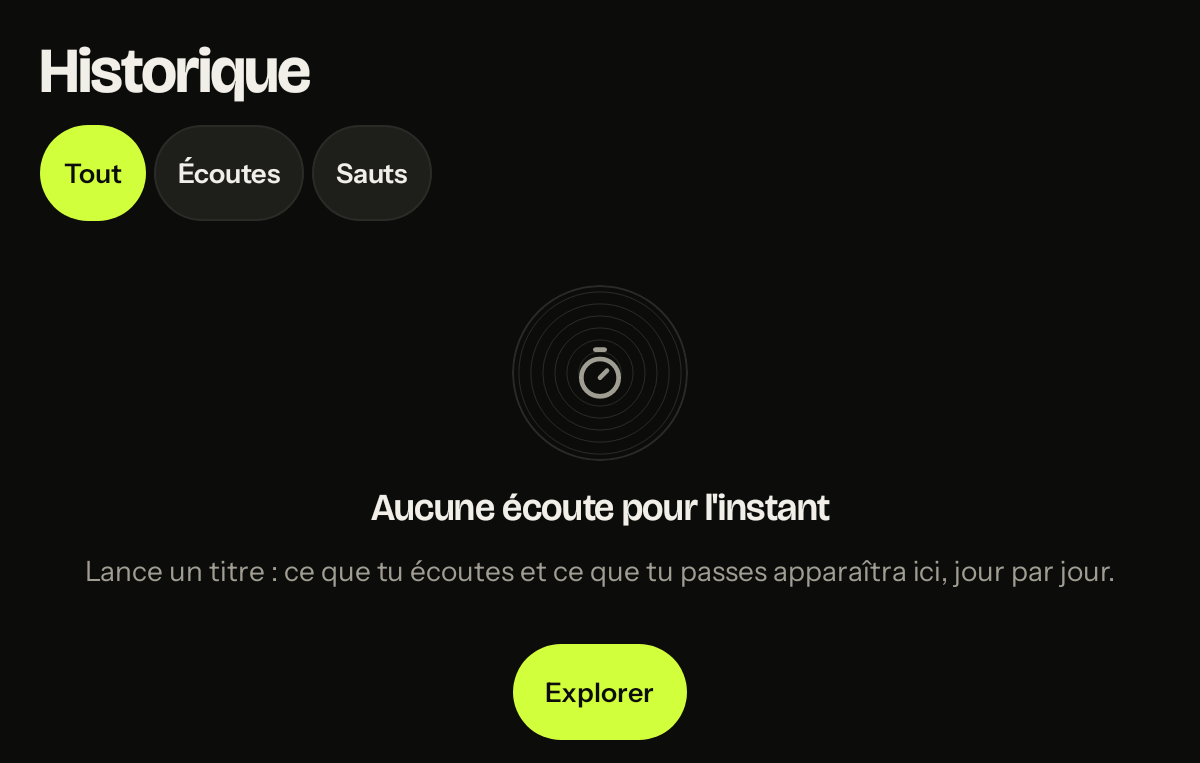 Historique
Tout
Écoutes
Sauts
Aucune écoute pour l'instant
Lance un titre : ce que tu écoutes et ce que tu passes apparaîtra ici, jour par jour.
Explorer